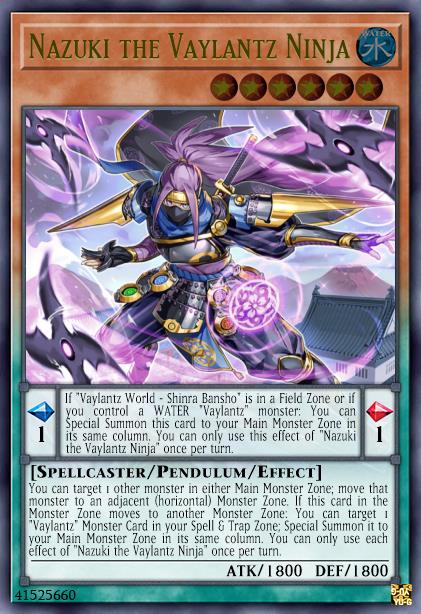 Nazuki the Vaylantz Ninja
WATER
水
If "Vaylantz World - Shinra Bansho" is in a Field Zone or if
you control a WATER "Vaylantz" monster: You can
Special Summon this card to your Main Monster Zone in
its same column. You can only use this effect of "Nazuki
the Vaylantz Ninja" once per turn.
1
1
[Spellcaster/Pendulum/Effect]
You can target 1 other monster in either Main Monster Zone; move that
monster to an adjacent (horizontal) Monster Zone. If this card in the
Monster Zone moves to another Monster Zone: You can target 1
"Vaylantz" Monster Card in your Spell & Trap Zone; Special Summon it to
your Main Monster Zone in its same column. You can only use each
effect of "Nazuki the Vaylantz Ninja" once per turn.
ATK/1800 DEF/1800
41525660